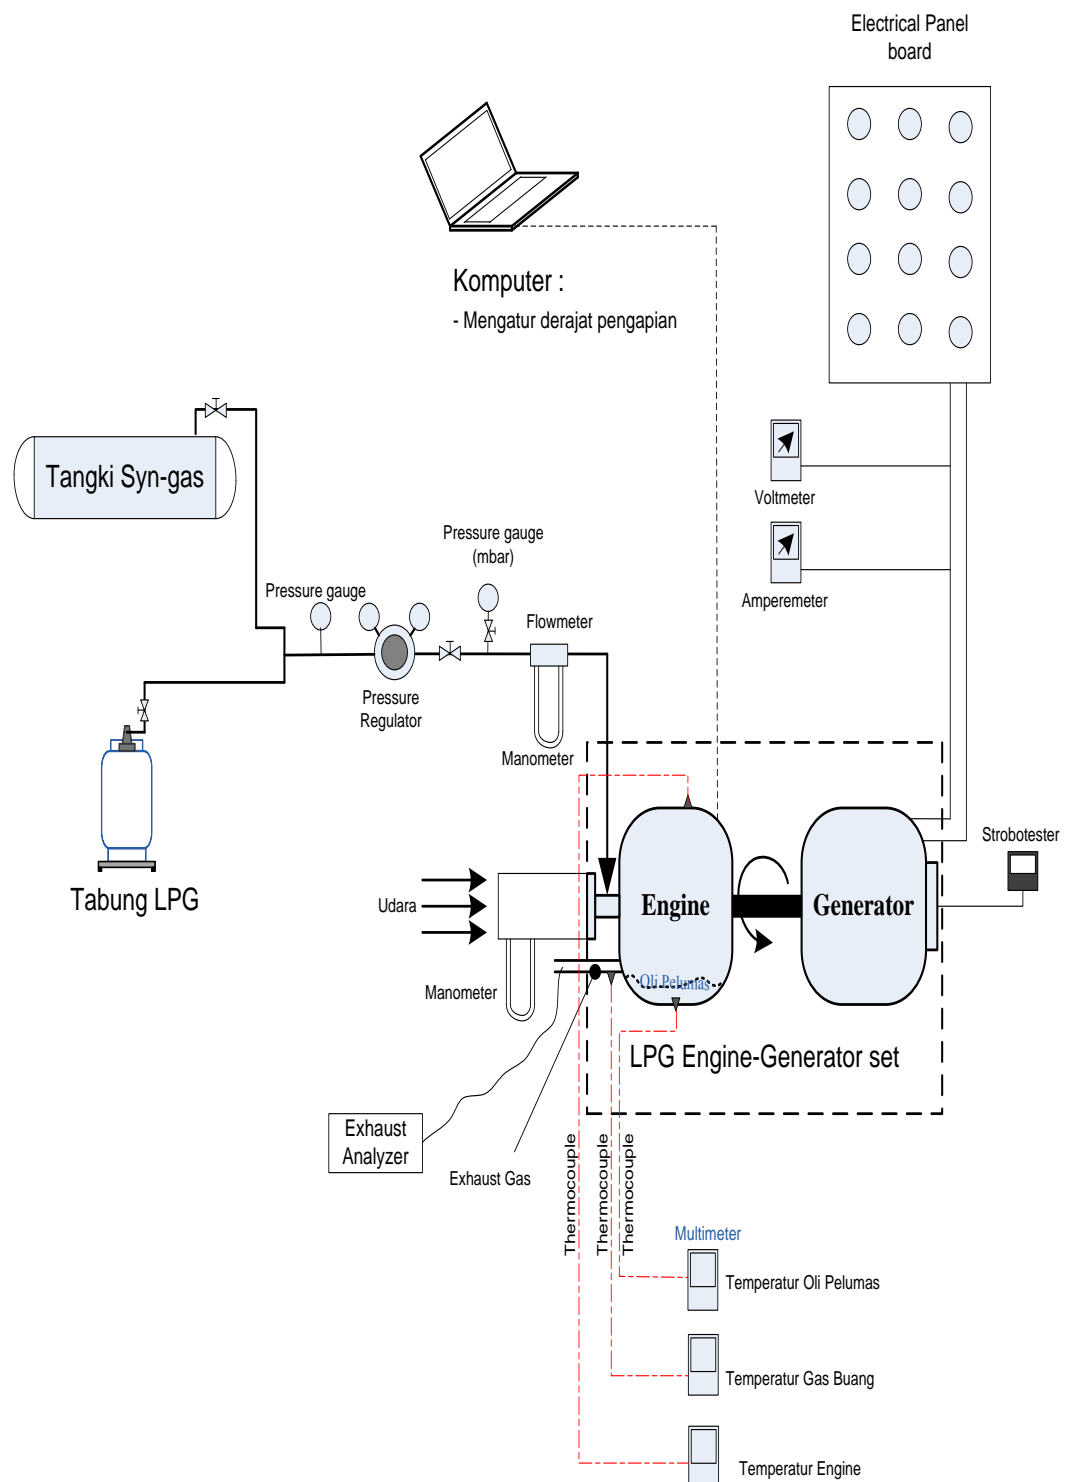 Electrical Panel
board
Komputer :
- Mengatur derajat pengapian
Tangki Syn-gas
Voltmeter
Pressure gauge
(mbar)
Pressure gauge
Amperemeter
Flowmeter
Pressure
Regulator
Manometer
Strobotester
Tabung LPG
Udara
Engine
Generator
Oli Pelumas
Manometer
LPG Engine-Generator set
Exhaust
Analyzer
Exhaust Gas
Thermocouple
Thermocouple
Thermocouple
Multimeter
Temperatur Oli Pelumas
Temperatur Gas Buang
Temperatur Engine